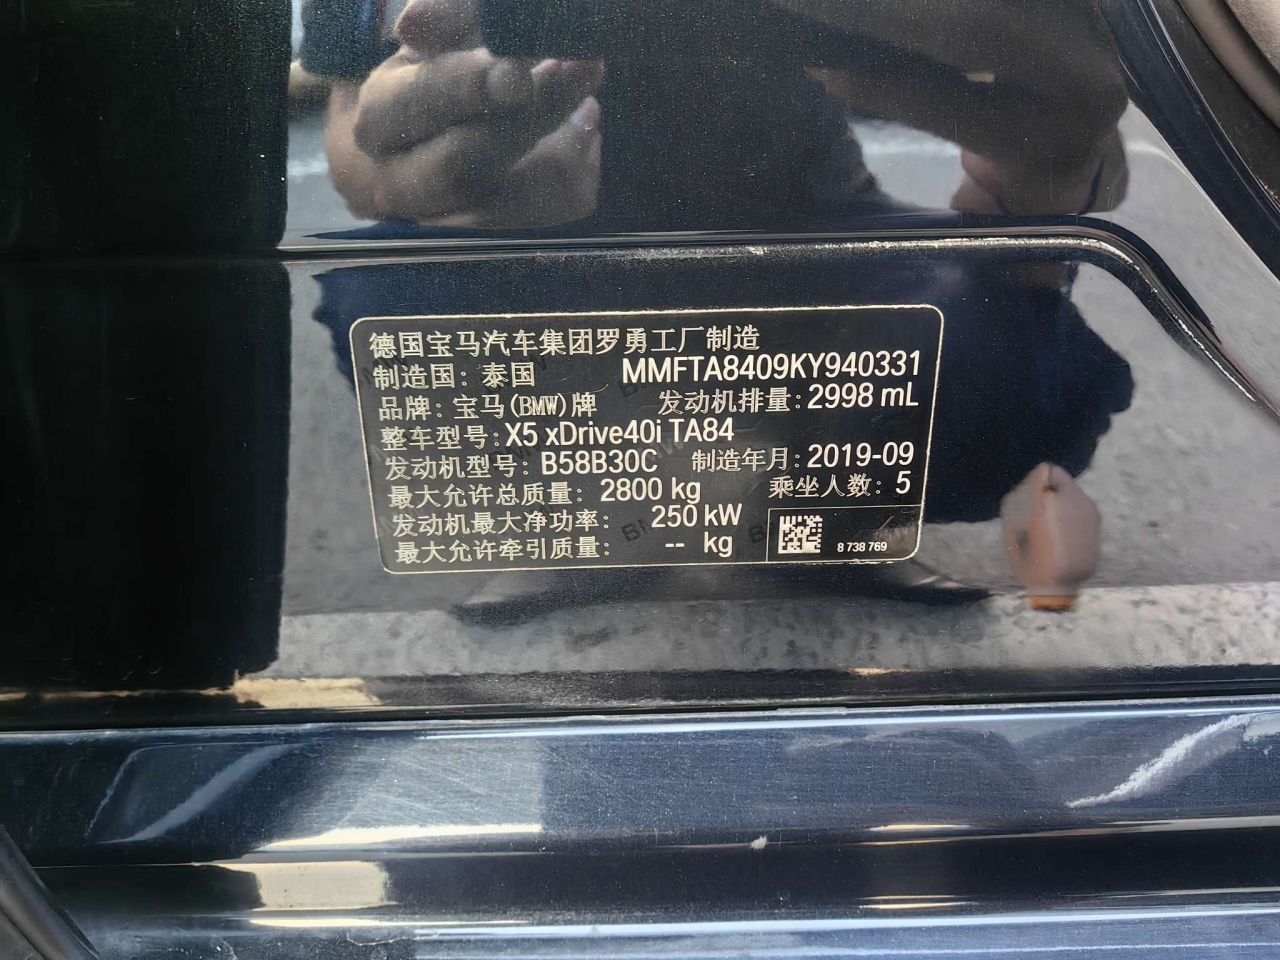 德国宝马汽车集团罗勇工厂制造
制造国：泰国 MMFTA8409KY940331
品牌：宝马(BMW)牌 发动机排量：2998 mL
整车型号：X5 xDrive40i TA84
发动机型号：B58B30C 制造年月：2019-09
最大允许总质量：2800 kg 乘坐人数：5
发动机最大净功率：250 kW
最大允许牵引质量：-- kg
8 738 769